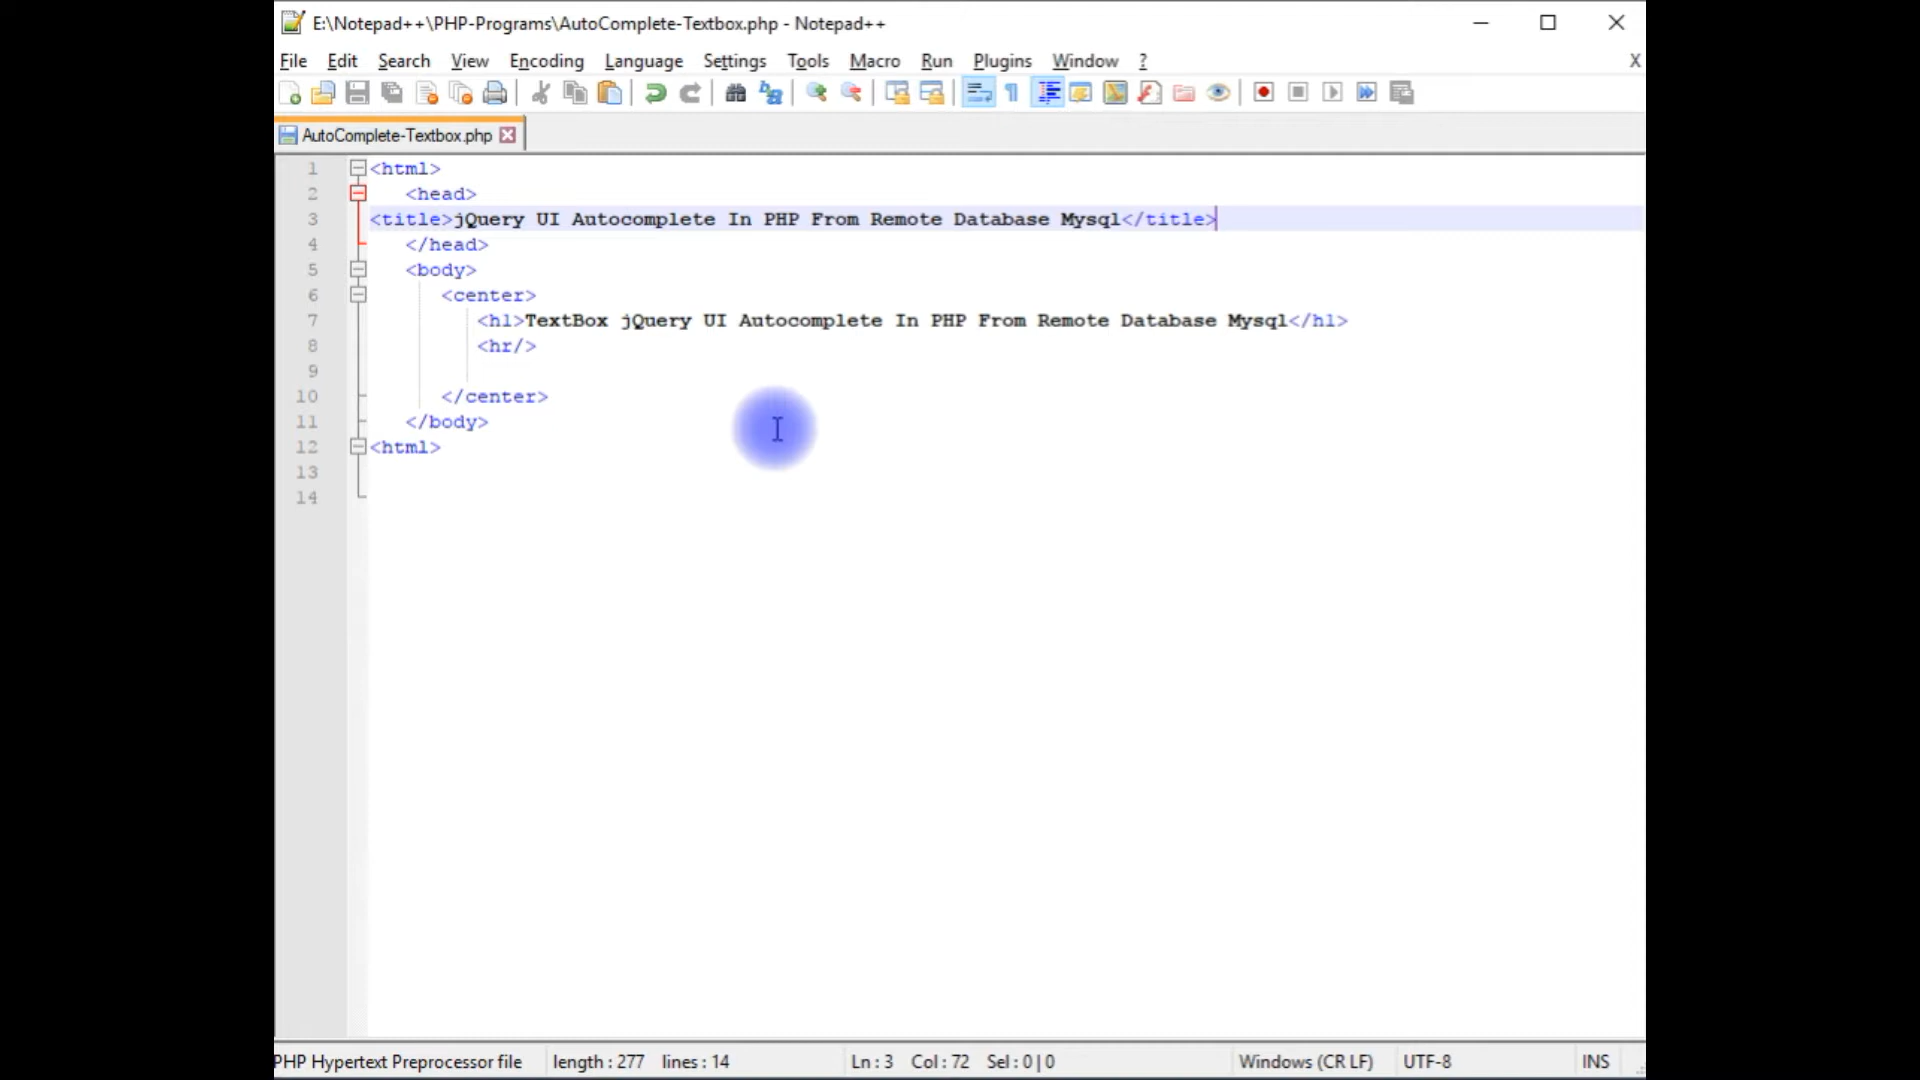 E:\Notepad++\PHP-Programs\AutoComplete-Textbox.php - Notepad++
File Edit Search View Encoding Language Settings Tools Macro Run Plugins Window ? X
AutoComplete-Textbox.php
1 <html>
2 <head>
3 <title>jQuery UI Autocomplete In PHP From Remote Database Mysql</title>
4 </head>
5 <body>
6 <center>
7 <h1>TextBox jQuery UI Autocomplete In PHP From Remote Database Mysql</h1>
8 <hr/>
9
10 </center>
11 </body>
12 <html>
13
14
PHP Hypertext Preprocessor file length : 277 lines : 14 Ln : 3 Col : 72 Sel : 0 | 0 Windows (CR LF) UTF-8 INS